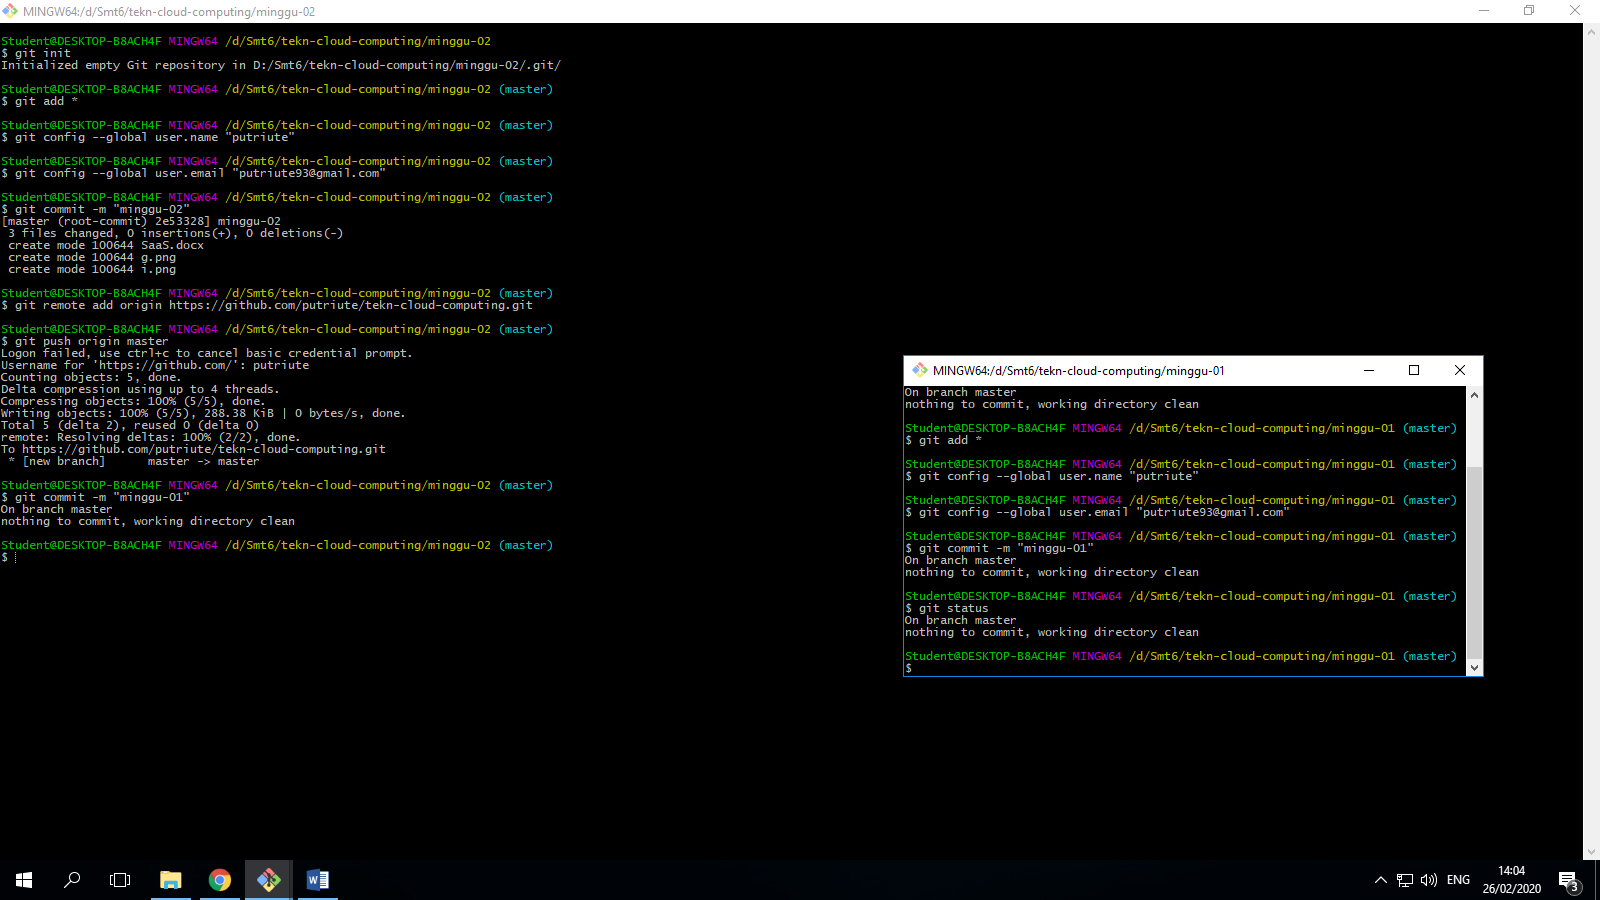 MINGW64:/d/Smt6/tekn-cloud-computing/minggu-02
Student@DESKTOP-B8ACH4F MINGW64 /d/Smt6/tekn-cloud-computing/minggu-02
$ git init
Initialized empty Git repository in D:/Smt6/tekn-cloud-computing/minggu-02/.git/
Student@DESKTOP-B8ACH4F MINGW64 /d/Smt6/tekn-cloud-computing/minggu-02 (master)
$ git add *
Student@DESKTOP-B8ACH4F MINGW64 /d/Smt6/tekn-cloud-computing/minggu-02 (master)
$ git config --global user.name "putriute"
Student@DESKTOP-B8ACH4F MINGW64 /d/Smt6/tekn-cloud-computing/minggu-02 (master)
$ git config --global user.email "putriute93@gmail.com"
Student@DESKTOP-B8ACH4F MINGW64 /d/Smt6/tekn-cloud-computing/minggu-02 (master)
$ git commit -m "minggu-02"
[master (root-commit) 2e53328] minggu-02
3 files changed, 0 insertions(+), 0 deletions(-)
create mode 100644 SaaS.docx
create mode 100644 g.png
create mode 100644 i.png
Student@DESKTOP-B8ACH4F MINGW64 /d/Smt6/tekn-cloud-computing/minggu-02 (master)
$ git remote add origin https://github.com/putriute/tekn-cloud-computing.git
Student@DESKTOP-B8ACH4F MINGW64 /d/Smt6/tekn-cloud-computing/minggu-02 (master)
$ git push origin master
Logon failed, use ctrl+c to cancel basic credential prompt.
Username for 'https://github.com/': putriute
Counting objects: 5, done.
Delta compression using up to 4 threads.
Compressing objects: 100% (5/5), done.
Writing objects: 100% (5/5), 288.38 KiB | 0 bytes/s, done.
Total 5 (delta 2), reused 0 (delta 0)
remote: Resolving deltas: 100% (2/2), done.
To https://github.com/putriute/tekn-cloud-computing.git
* [new branch]      master -> master
Student@DESKTOP-B8ACH4F MINGW64 /d/Smt6/tekn-cloud-computing/minggu-02 (master)
$ git commit -m "minggu-01"
On branch master
nothing to commit, working directory clean
Student@DESKTOP-B8ACH4F MINGW64 /d/Smt6/tekn-cloud-computing/minggu-02 (master)
$
MINGW64:/d/Smt6/tekn-cloud-computing/minggu-01
On branch master
nothing to commit, working directory clean
Student@DESKTOP-B8ACH4F MINGW64 /d/Smt6/tekn-cloud-computing/minggu-01 (master)
$ git add *
Student@DESKTOP-B8ACH4F MINGW64 /d/Smt6/tekn-cloud-computing/minggu-01 (master)
$ git config --global user.name "putriute"
Student@DESKTOP-B8ACH4F MINGW64 /d/Smt6/tekn-cloud-computing/minggu-01 (master)
$ git config --global user.email "putriute93@gmail.com"
Student@DESKTOP-B8ACH4F MINGW64 /d/Smt6/tekn-cloud-computing/minggu-01 (master)
$ git commit -m "minggu-01"
On branch master
nothing to commit, working directory clean
Student@DESKTOP-B8ACH4F MINGW64 /d/Smt6/tekn-cloud-computing/minggu-01 (master)
$ git status
On branch master
nothing to commit, working directory clean
Student@DESKTOP-B8ACH4F MINGW64 /d/Smt6/tekn-cloud-computing/minggu-01 (master)
$
W
ENG
14:04
26/02/2020
3